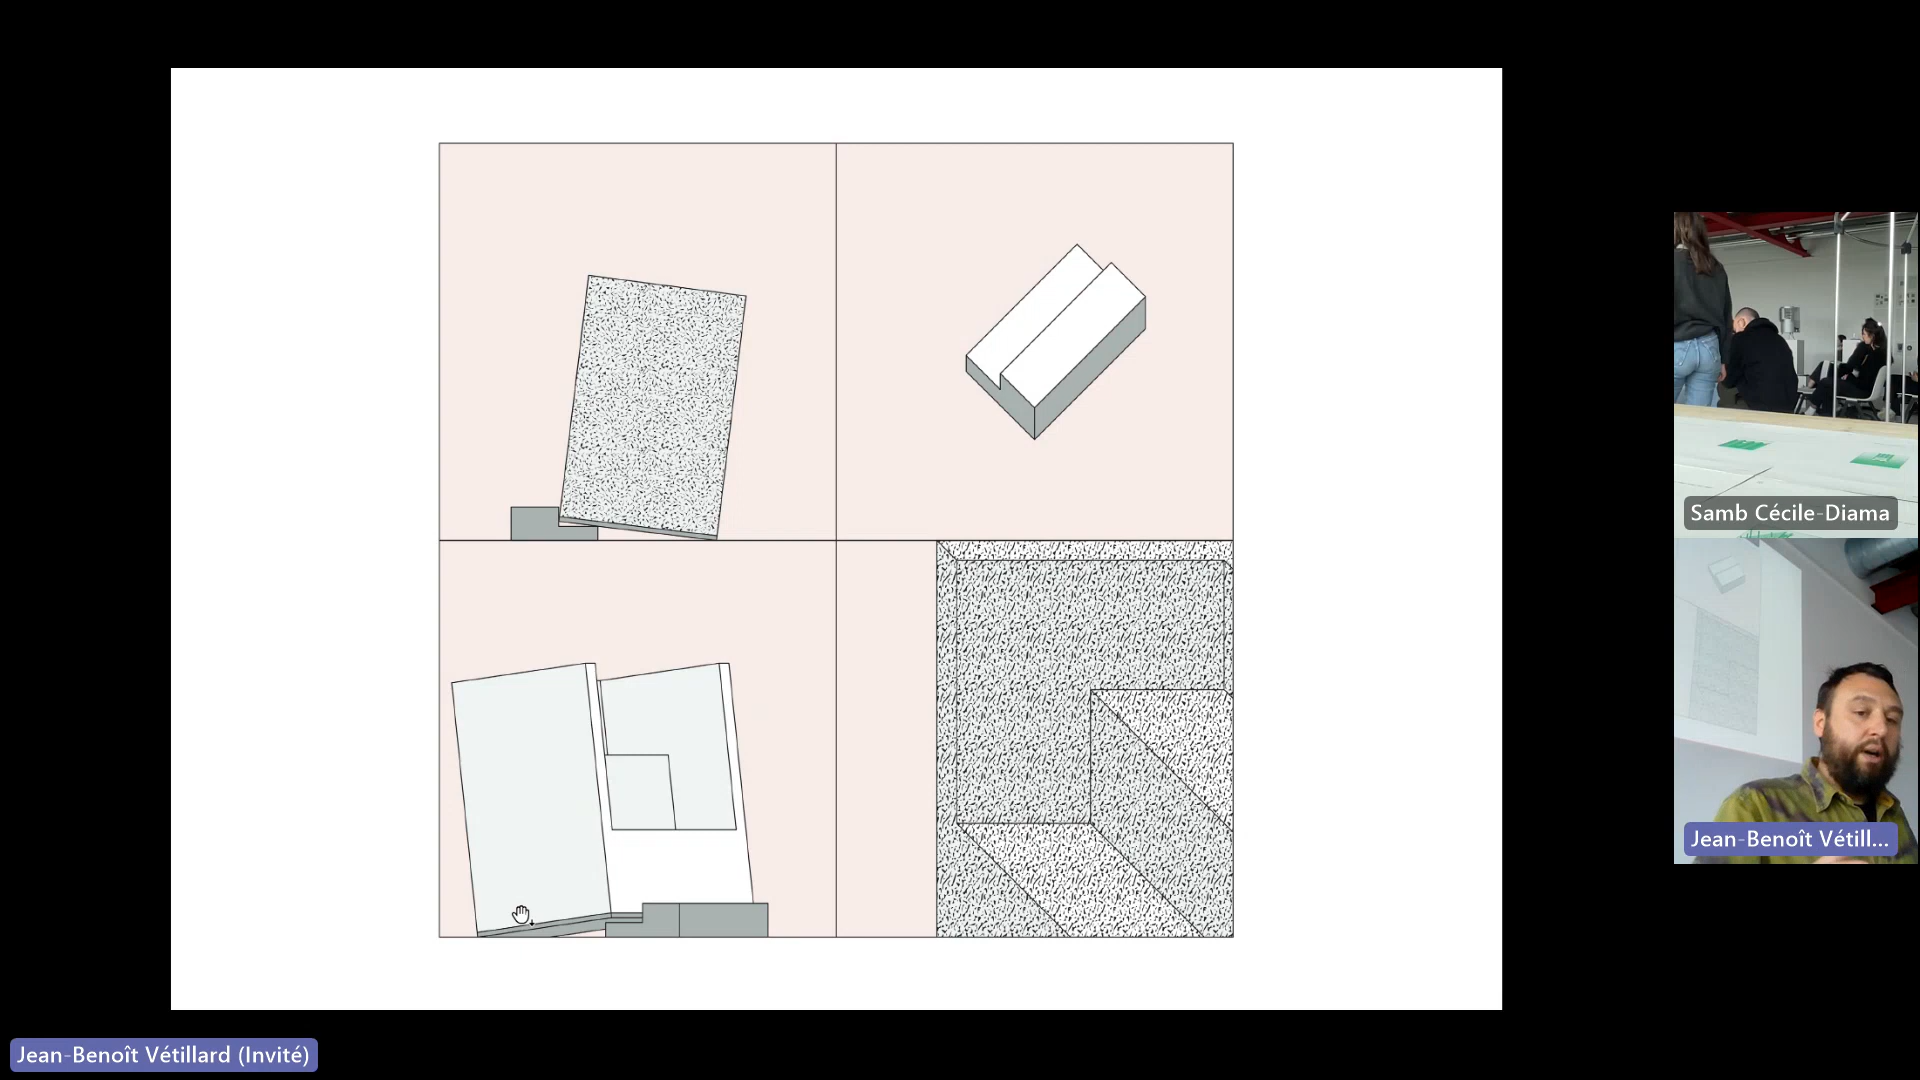 Samb Cécile-Diama
Jean-Benoît Vétill...
Jean-Benoît Vétillard (Invité)